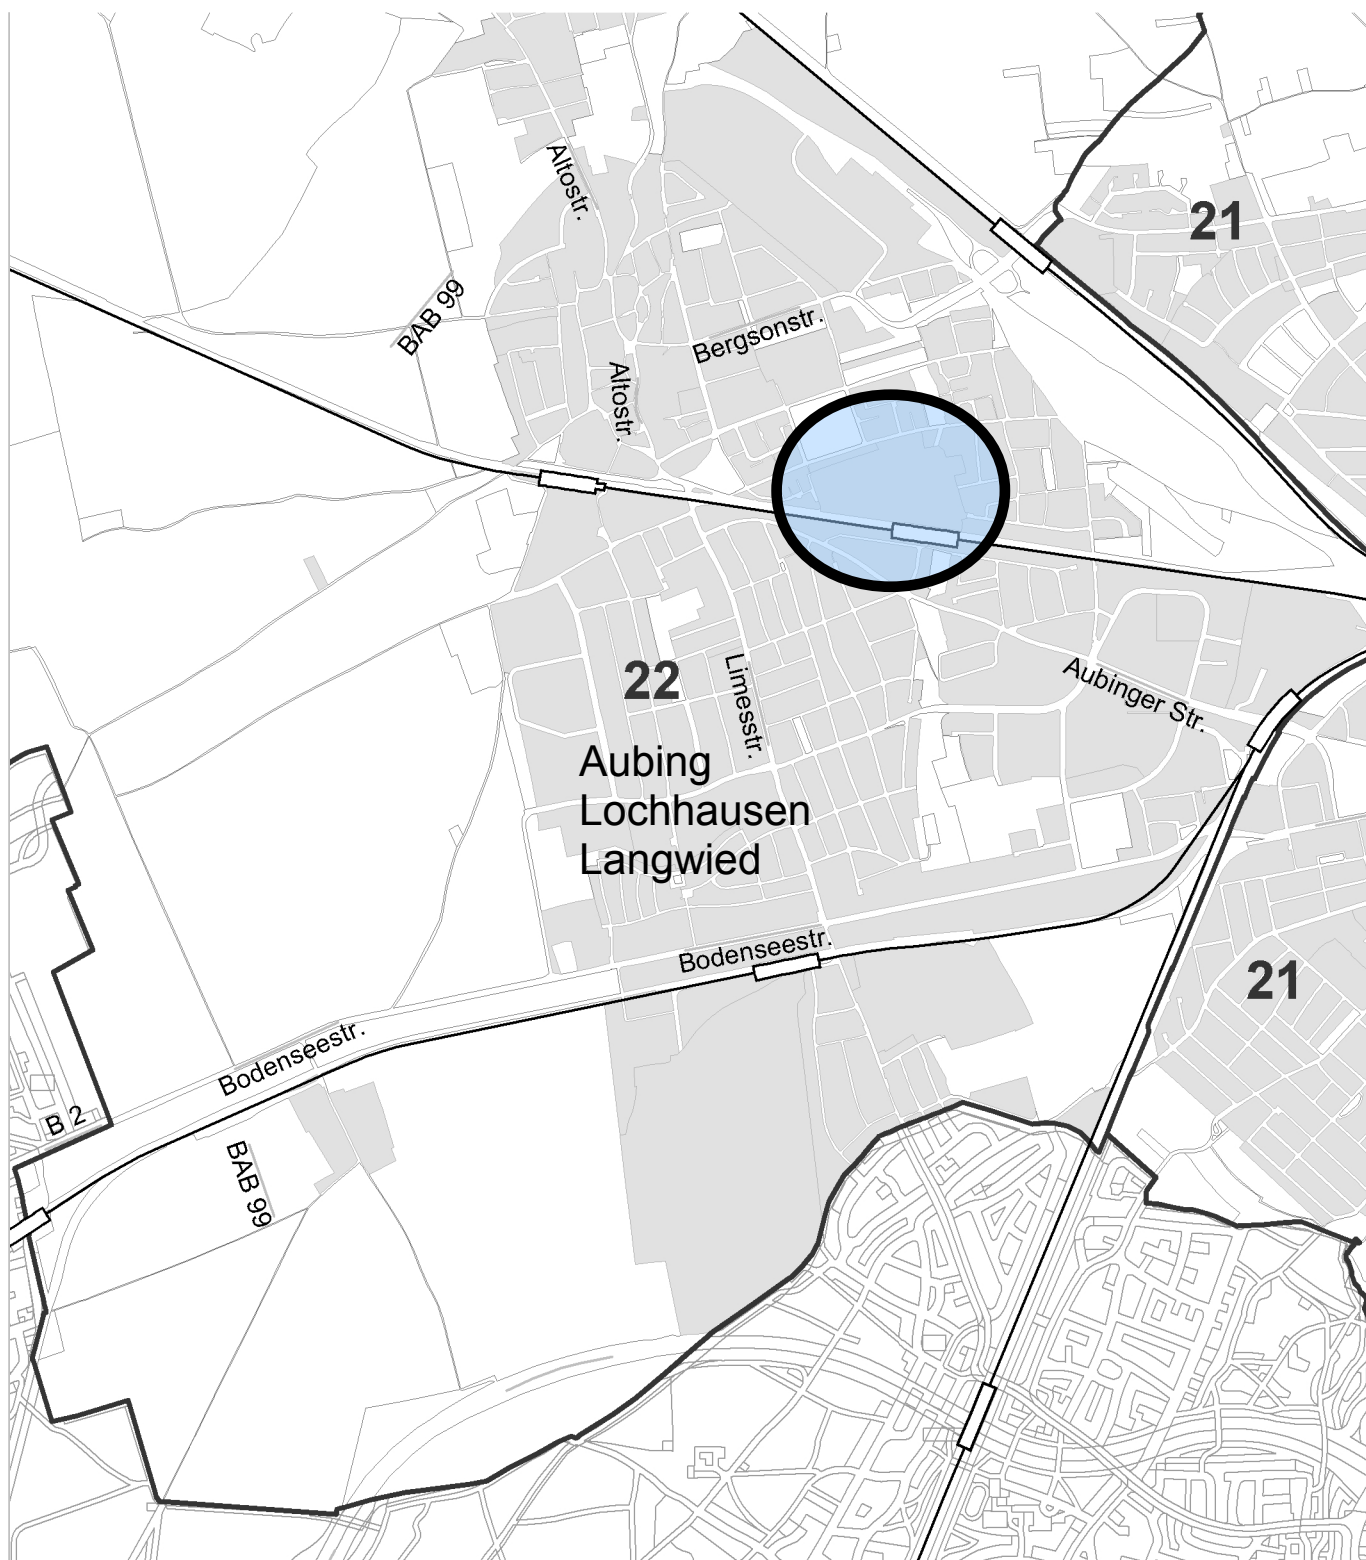 Altostr.
21
BAB 99
Bergsonstr.
Altostr.
22
Limesstr.
Aubinger Str.
Aubing
Lochhausen
Langwied
Bodenseestr.
21
Bodenseestr.
B 2
BAB 99